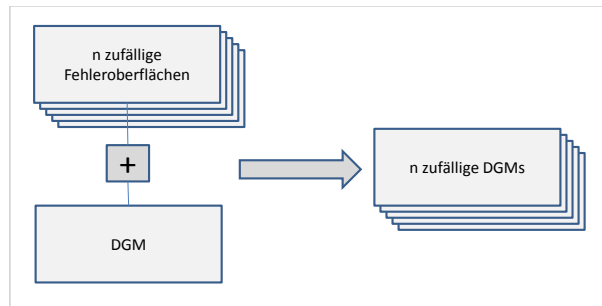 n zufällige
Fehleroberflächen
+
DGM
n zufällige DGMs